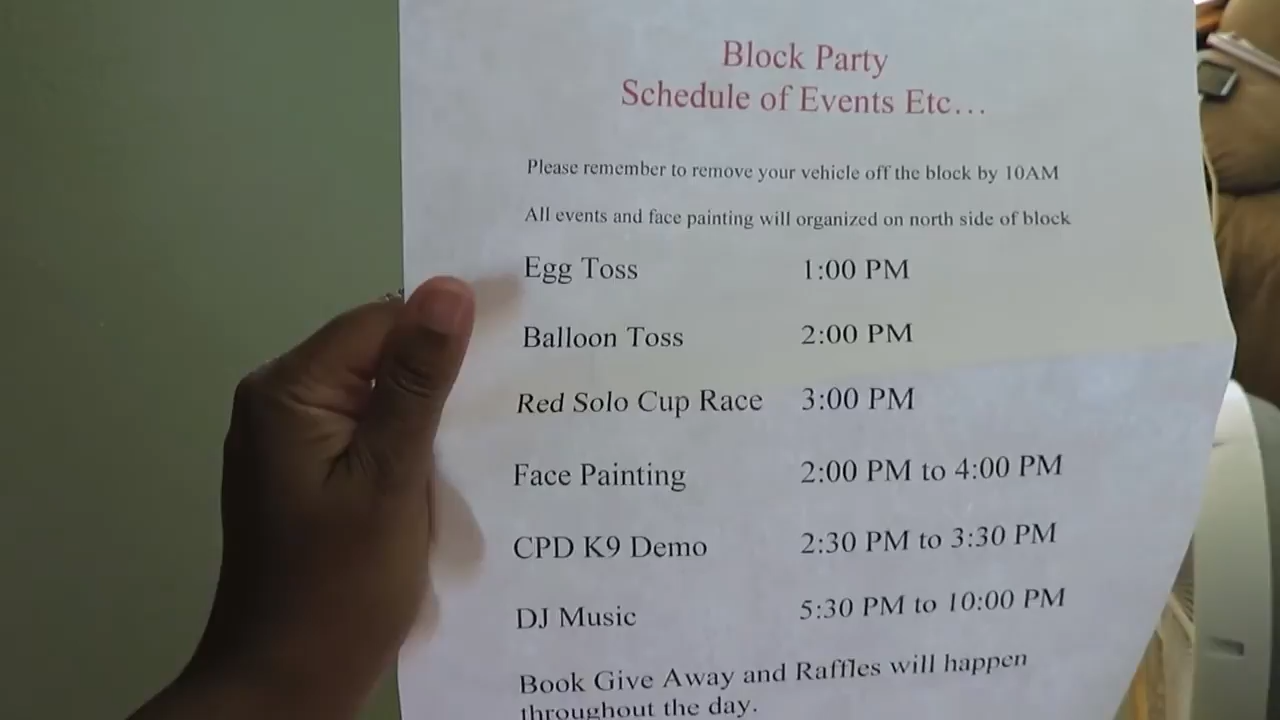 Block Party
Schedule of Events Etc...
Please remember to remove your vehicle off the block by 10AM
All events and face painting will organized on north side of block
Egg Toss 1:00 PM
Balloon Toss 2:00 PM
Red Solo Cup Race 3:00 PM
Face Painting 2:00 PM to 4:00 PM
CPD K9 Demo 2:30 PM to 3:30 PM
DJ Music 5:30 PM to 10:00 PM
Book Give Away and Raffles will happen
throughout the day.